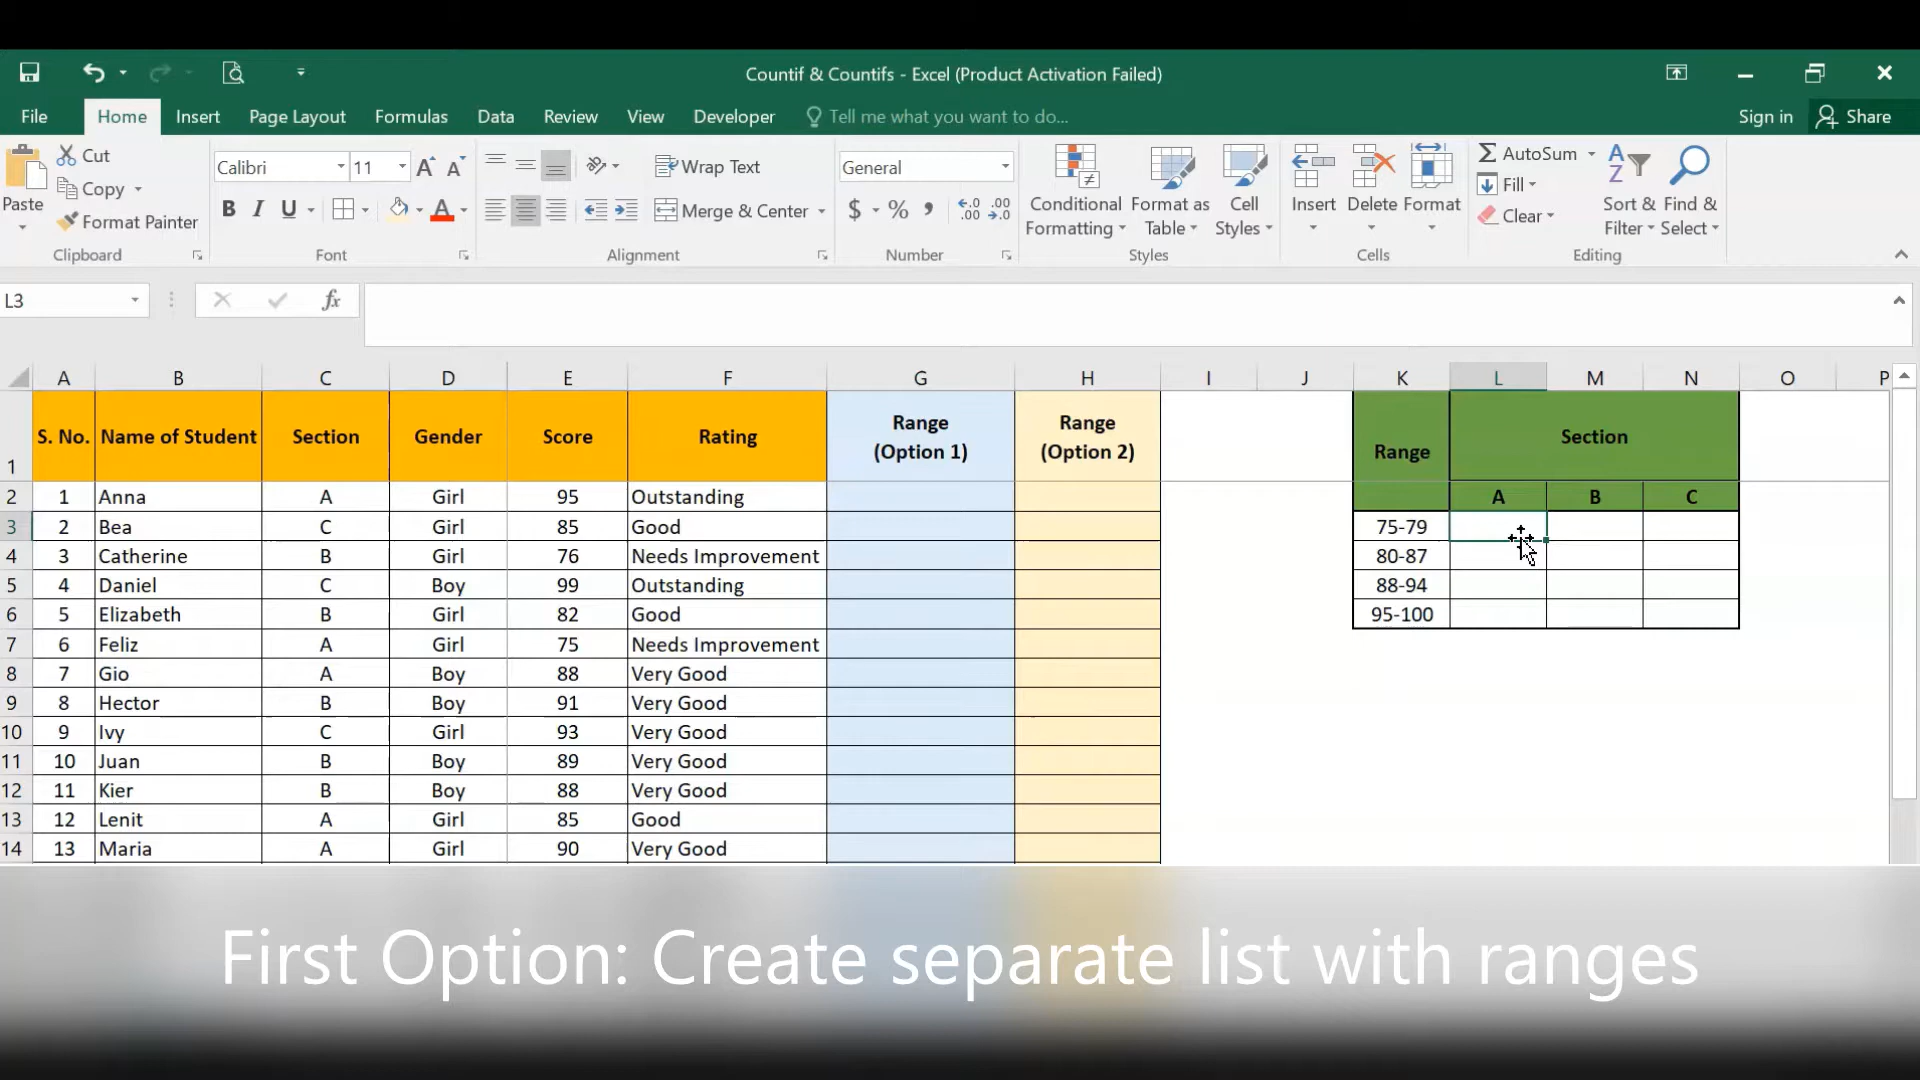 Countif & Countifs - Excel (Product Activation Failed)
File Home Insert Page Layout Formulas Data Review View Developer Tell me what you want to do... Sign in Share
Paste
Cut
Copy
Format Painter
Clipboard
Calibri 11
B I U
Font
Wrap Text
Merge & Center
Alignment
General
$ % ,
Number
Conditional Formatting
Format as Table
Cell Styles
Styles
Insert Delete Format
Cells
AutoSum
Fill
Clear
Sort & Filter
Find & Select
Editing
L3 fx
A B C D E F G H I J K L M N O P
1 S. No. Name of Student Section Gender Score Rating Range (Option 1) Range (Option 2) Range Section
2 1 Anna A Girl 95 Outstanding A B C
3 2 Bea C Girl 85 Good 75-79
4 3 Catherine B Girl 76 Needs Improvement 80-87
5 4 Daniel C Boy 99 Outstanding 88-94
6 5 Elizabeth B Girl 82 Good 95-100
7 6 Feliz A Girl 75 Needs Improvement
8 7 Gio A Boy 88 Very Good
9 8 Hector B Boy 91 Very Good
10 9 Ivy C Girl 93 Very Good
11 10 Juan B Boy 89 Very Good
12 11 Kier B Boy 88 Very Good
13 12 Lenit A Girl 85 Good
14 13 Maria A Girl 90 Very Good
First Option: Create separate list with ranges